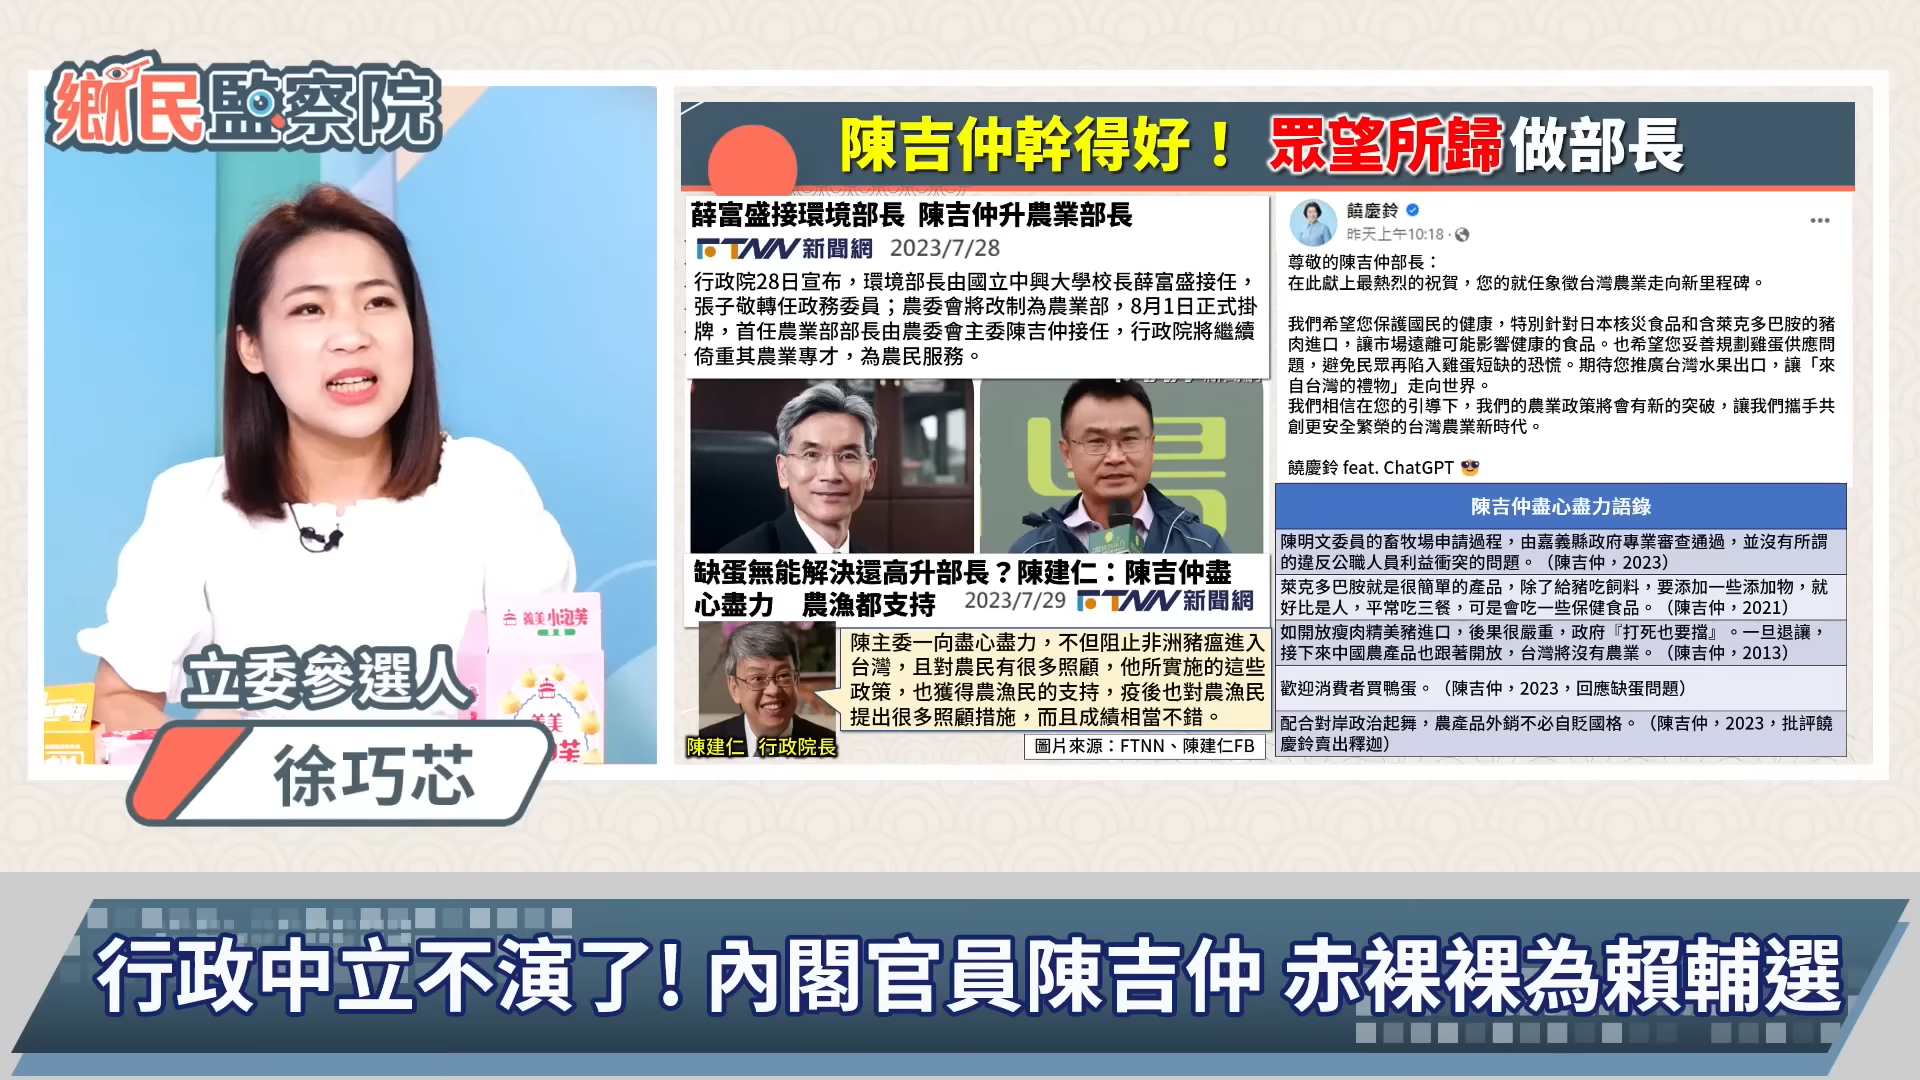 鄉民監察院
立委參選人
徐巧芯
義美小泡芙
義美
陳吉仲幹得好！ 眾望所歸做部長
薛富盛接環境部長 陳吉仲升農業部長
FTNN新聞網 2023/7/28
行政院28日宣布，環境部長由國立中興大學校長薛富盛接任，
張子敬轉任政務委員；農委會將改制為農業部，8月1日正式掛
牌，首任農業部部長由農委會主委陳吉仲接任，行政院將繼續
倚重其農業專才，為農民服務。
缺蛋無能解決還高升部長？陳建仁：陳吉仲盡
心盡力 農漁都支持 2023/7/29 FTNN新聞網
陳主委一向盡心盡力，不但阻止非洲豬瘟進入
台灣，且對農民有很多照顧，他所實施的這些
政策，也獲得農漁民的支持，疫後也對農漁民
提出很多照顧措施，而且成績相當不錯。
陳建仁 行政院長
圖片來源：FTNN、陳建仁FB
饒慶鈴
昨天上午10:18
尊敬的陳吉仲部長：
在此獻上最熱烈的祝賀，您的就任象徵台灣農業走向新里程碑。
我們希望您保護國民的健康，特別針對日本核災食品和含萊克多巴胺的豬
肉進口，讓市場遠離可能影響健康的食品。也希望您妥善規劃雞蛋供應問
題，避免民眾再陷入雞蛋短缺的恐慌。期待您推廣台灣水果出口，讓「來
自台灣的禮物」走向世界。
我們相信在您的引導下，我們的農業政策將會有新的突破，讓我們攜手共
創更安全繁榮的台灣農業新時代。
饒慶鈴 feat. ChatGPT 😎
陳吉仲盡心盡力語錄
陳明文委員的畜牧場申請過程，由嘉義縣政府專業審查通過，並沒有所謂
的違反公職人員利益衝突的問題。（陳吉仲，2023）
萊克多巴胺就是很簡單的產品，除了給豬吃飼料，要添加一些添加物，就
好比是人，平常吃三餐，可是會吃一些保健食品。（陳吉仲，2021）
如開放瘦肉精美豬進口，後果很嚴重，政府『打死也要擋』。一旦退讓，
接下來中國農產品也跟著開放，台灣將沒有農業。（陳吉仲，2013）
歡迎消費者買鴨蛋。（陳吉仲，2023，回應缺蛋問題）
配合對岸政治起舞，農產品外銷不必自貶國格。（陳吉仲，2023，批評饒
慶鈴賣出釋迦）
行政中立不演了! 內閣官員陳吉仲 赤裸裸為賴輔選